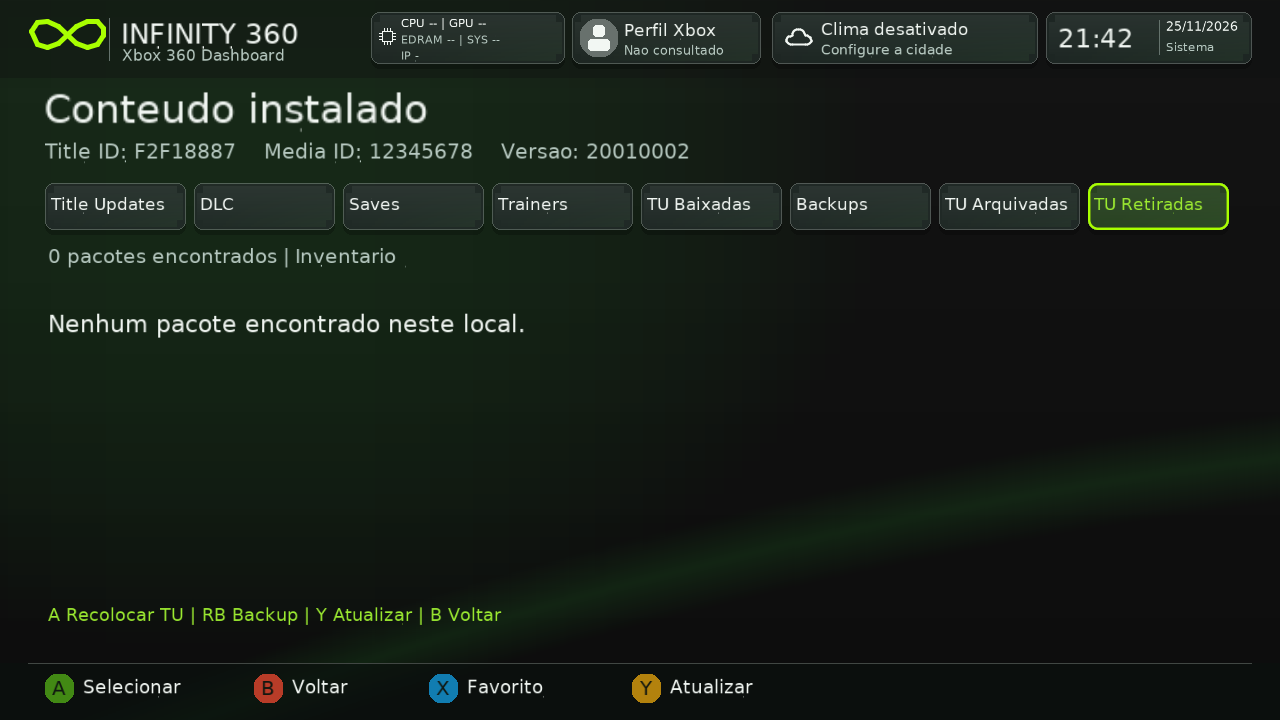 INFINITY 360
Xbox 360 Dashboard
CPU -- | GPU --
EDRAM -- | SYS --
IP -
Perfil Xbox
Nao consultado
Clima desativado
Configure a cidade
21:42
25/11/2026
Sistema
Conteudo instalado
Title ID: F2F18887 Media ID: 12345678 Versao: 20010002
Title Updates DLC Saves Trainers TU Baixadas Backups TU Arquivadas TU Retiradas
0 pacotes encontrados | Inventario
Nenhum pacote encontrado neste local.
A Recolocar TU | RB Backup | Y Atualizar | B Voltar
A Selecionar B Voltar X Favorito Y Atualizar